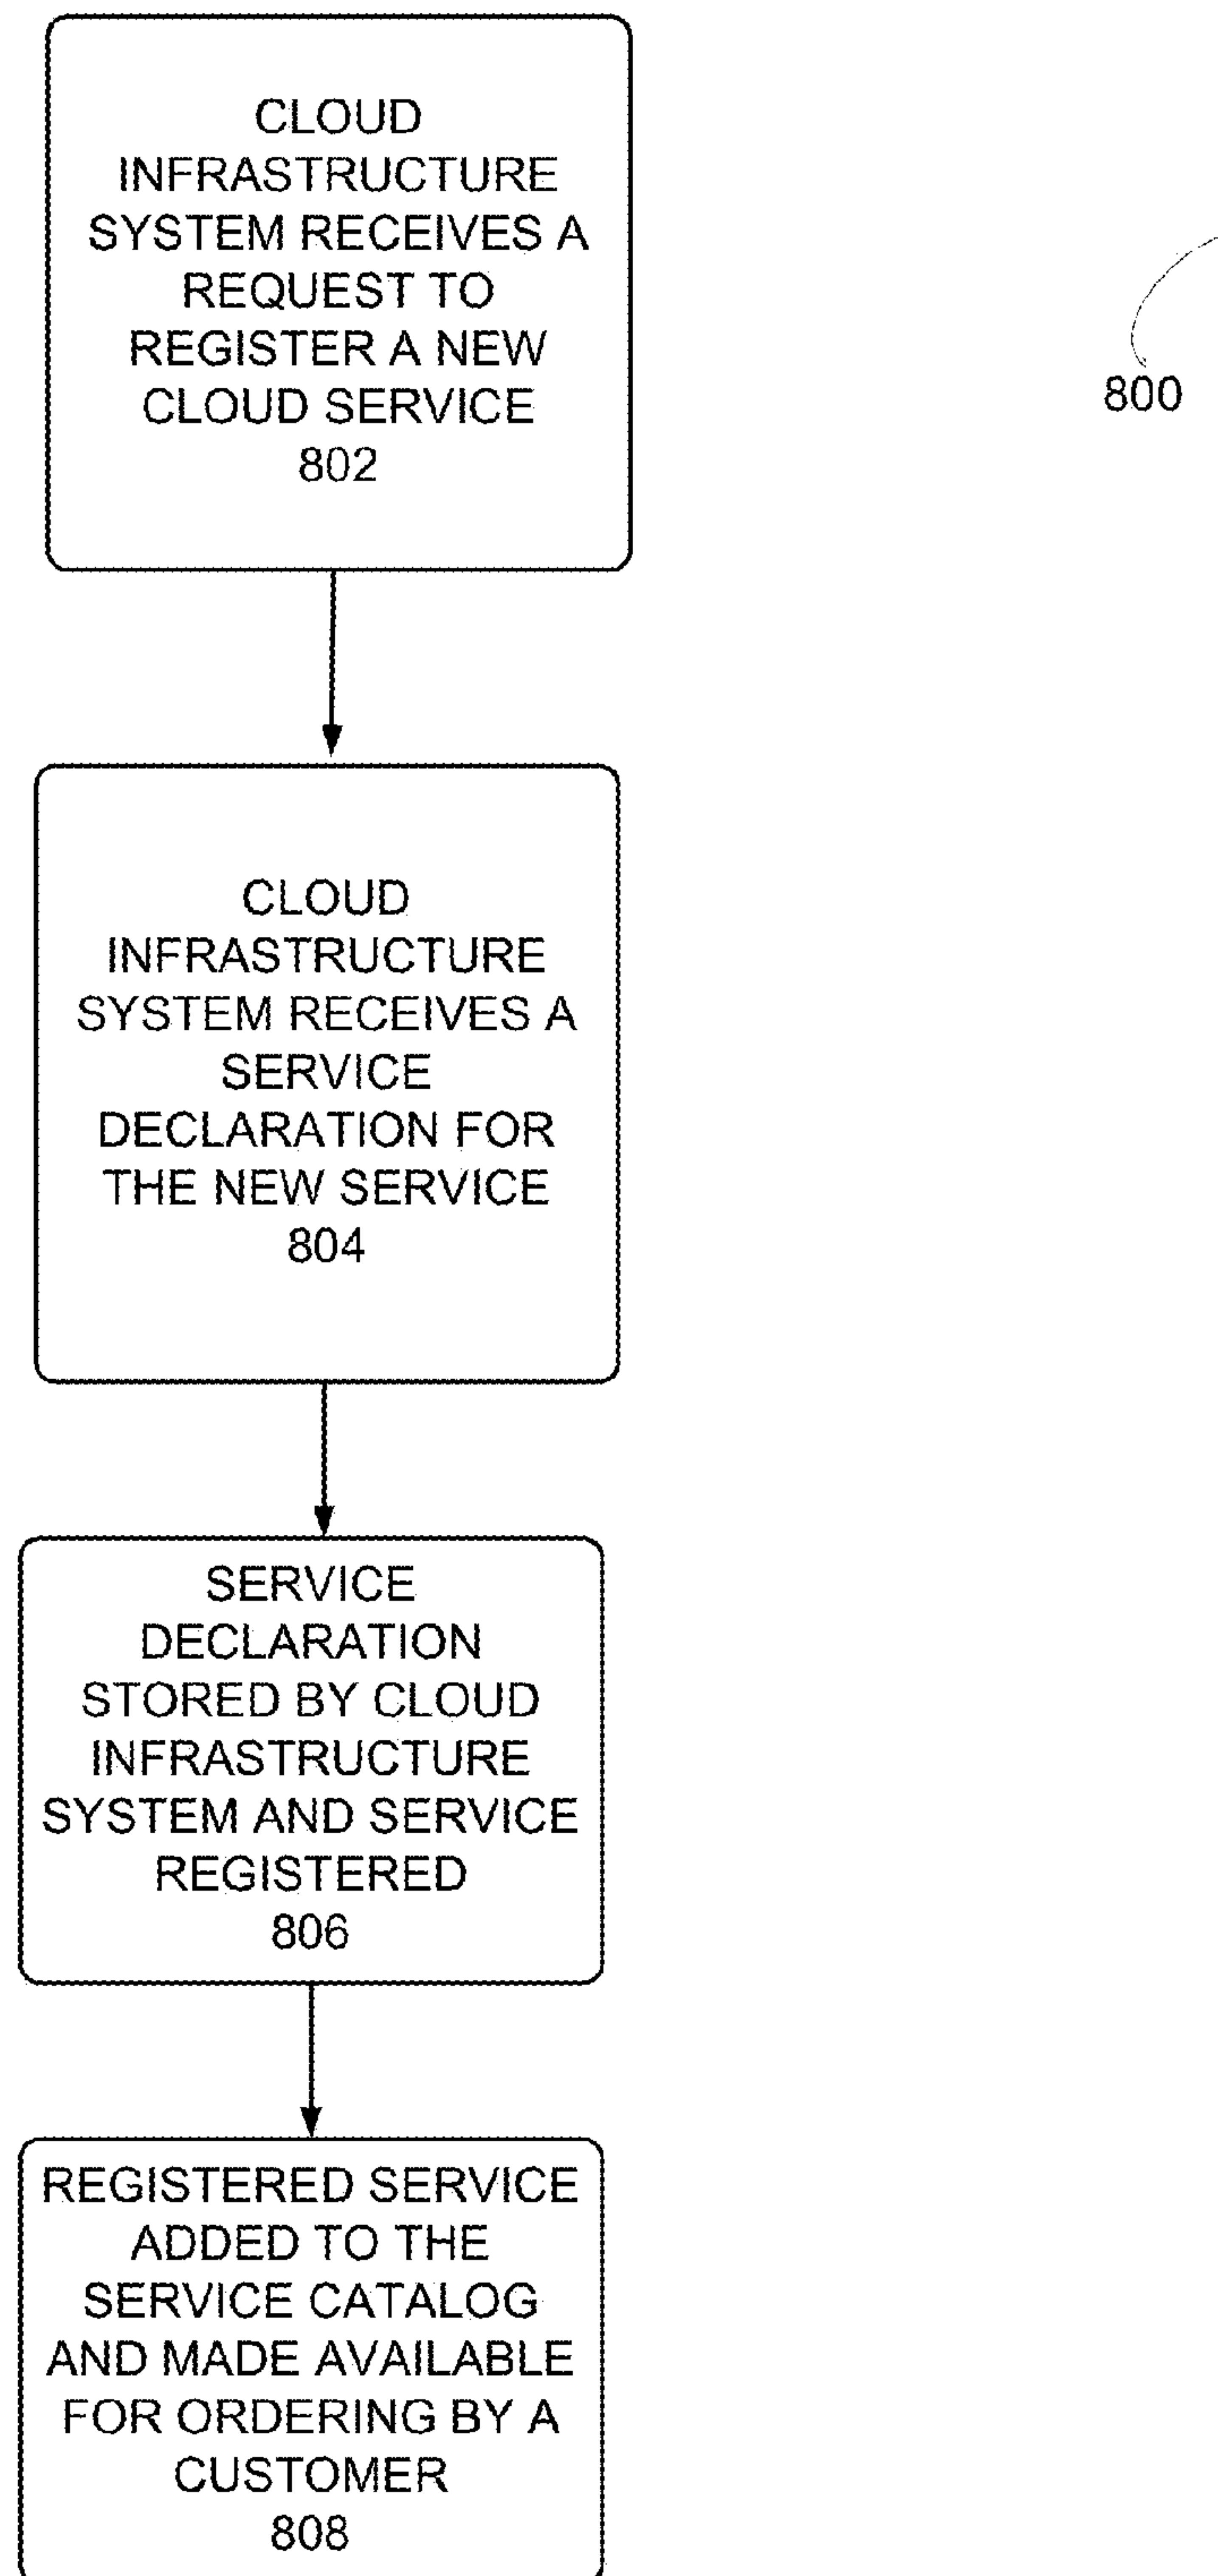 CLOUD
INFRASTRUCTURE
SYSTEM RECEIVES A
REQUEST TO
REGISTER A NEW
CLOUD SERVICE
802
800
CLOUD
INFRASTRUCTURE
SYSTEM RECEIVES A
SERVICE
DECLARATION FOR
THE NEW SERVICE
804
SERVICE
DECLARATION
STORED BY CLOUD
INFRASTRUCTURE
SYSTEM AND SERVICE
REGISTERED
806
REGISTERED SERVICE
ADDED TO THE
SERVICE CATALOG
AND MADE AVAILABLE
FOR ORDERING BY A
CUSTOMER
808